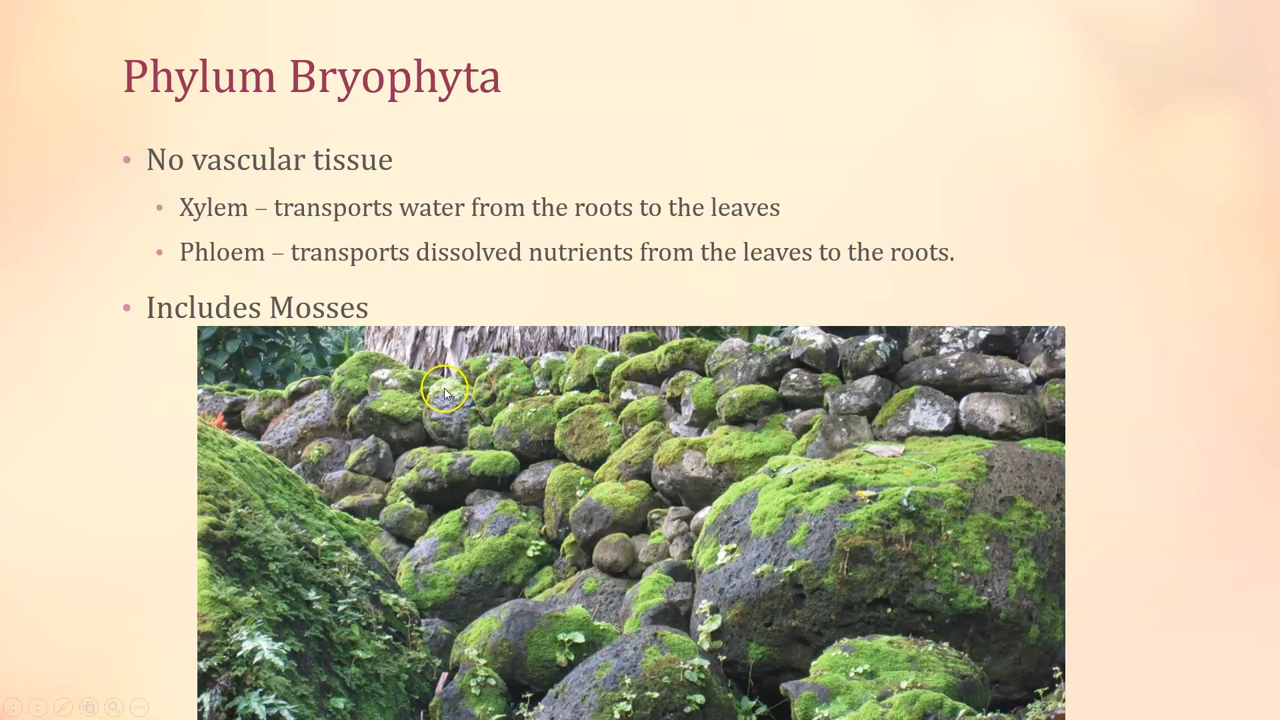 Phylum Bryophyta
• No vascular tissue
• Xylem – transports water from the roots to the leaves
• Phloem – transports dissolved nutrients from the leaves to the roots.
• Includes Mosses